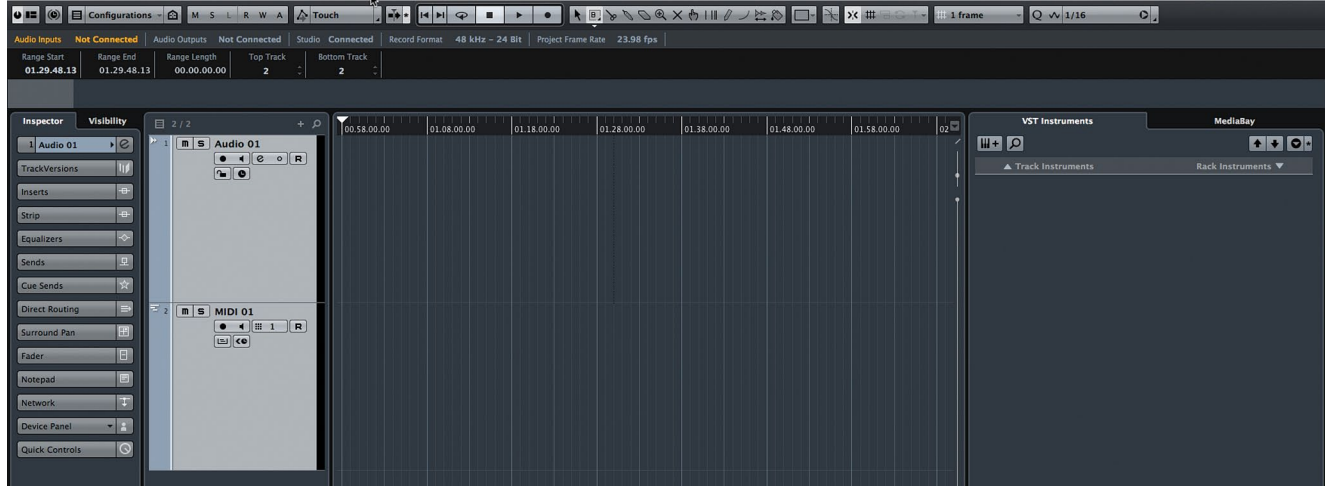 Configurations M S L R W A Touch 1 frame Q 1/16
Audio Inputs Not Connected Audio Outputs Not Connected Studio Connected Record Format 48 kHz – 24 Bit Project Frame Rate 23.98 fps
Range Start Range End Range Length Top Track Bottom Track
01.29.48.13 01.29.48.13 00.00.00.00 2 2
Inspector Visibility
1 Audio 01
TrackVersions
Inserts
Strip
Equalizers
Sends
Cue Sends
Direct Routing
Surround Pan
Fader
Notepad
Network
Device Panel
Quick Controls
2 / 2 +
1 m S Audio 01
e R
2 m S MIDI 01
1 R
00.58.00.00 01.08.00.00 01.18.00.00 01.28.00.00 01.38.00.00 01.48.00.00 01.58.00.00 02
VST Instruments MediaBay
Track Instruments Rack Instruments